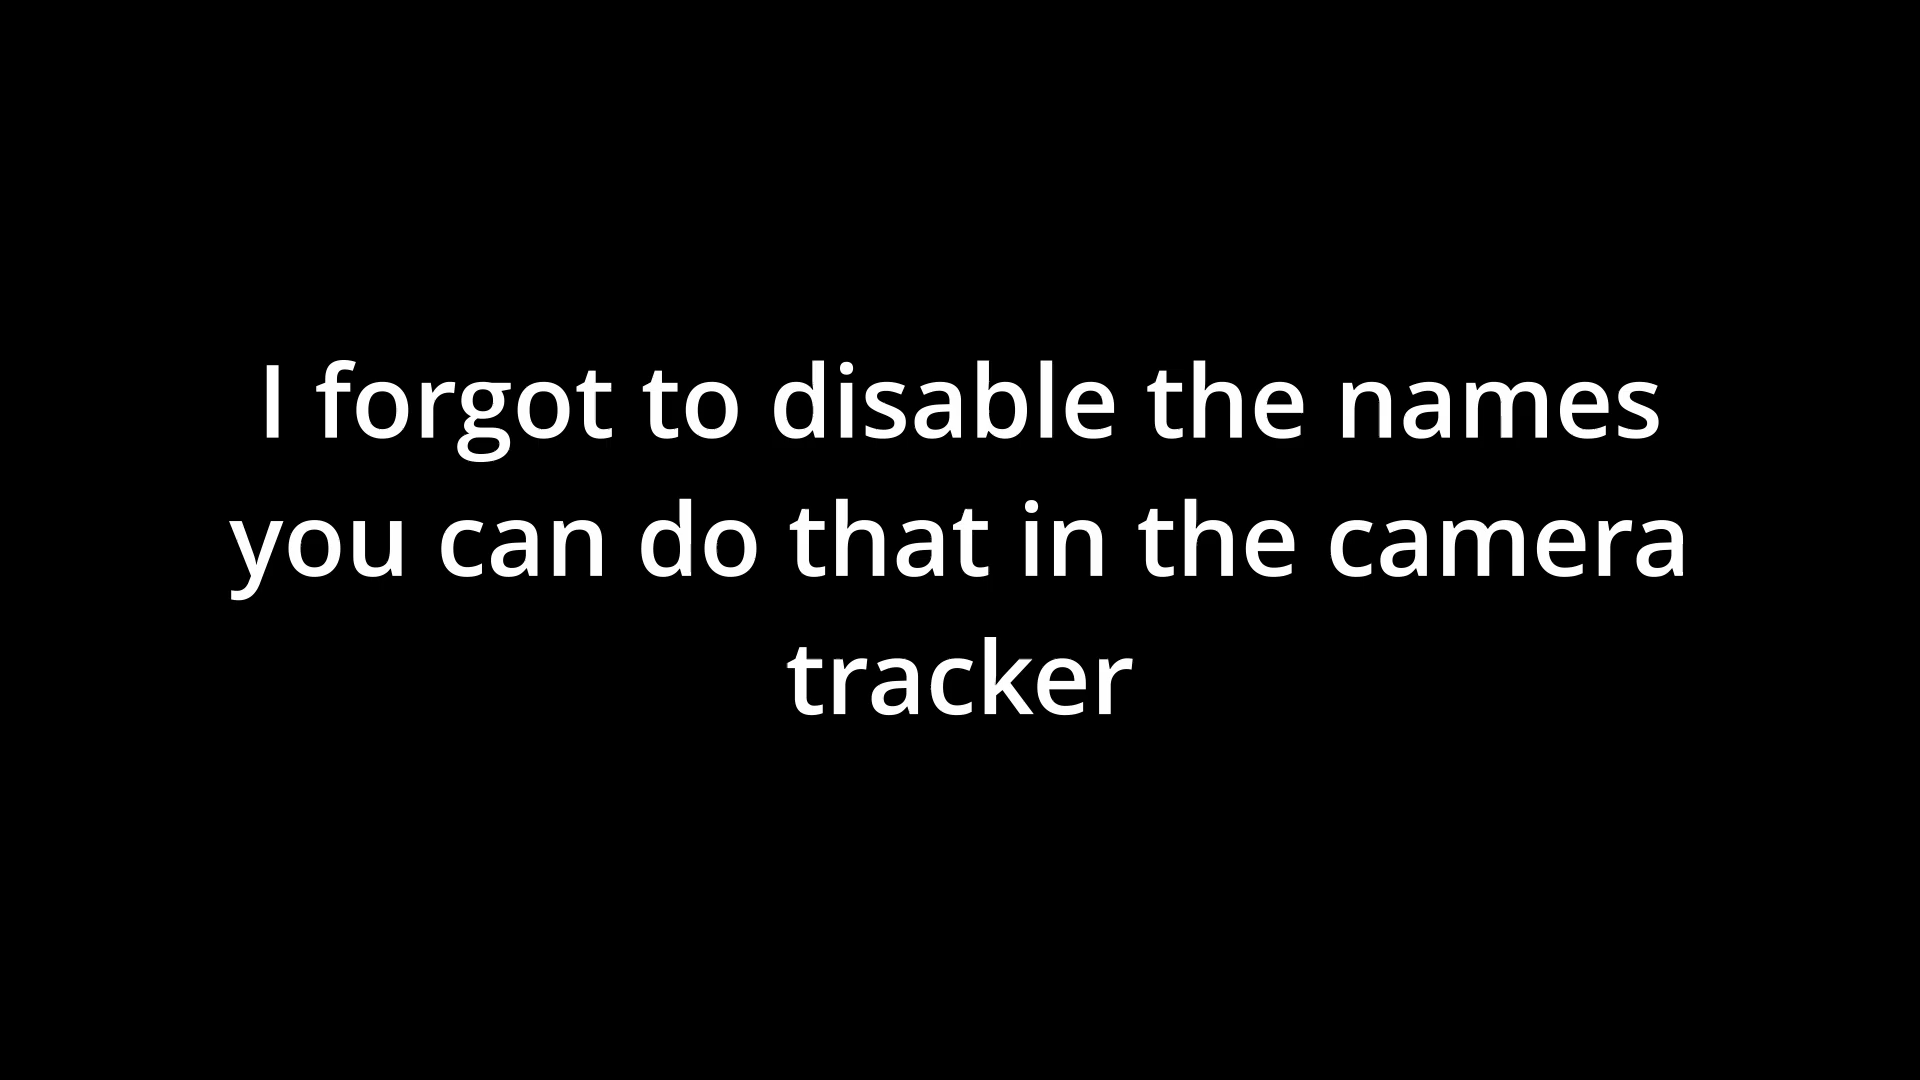 I forgot to disable the names
you can do that in the camera
tracker